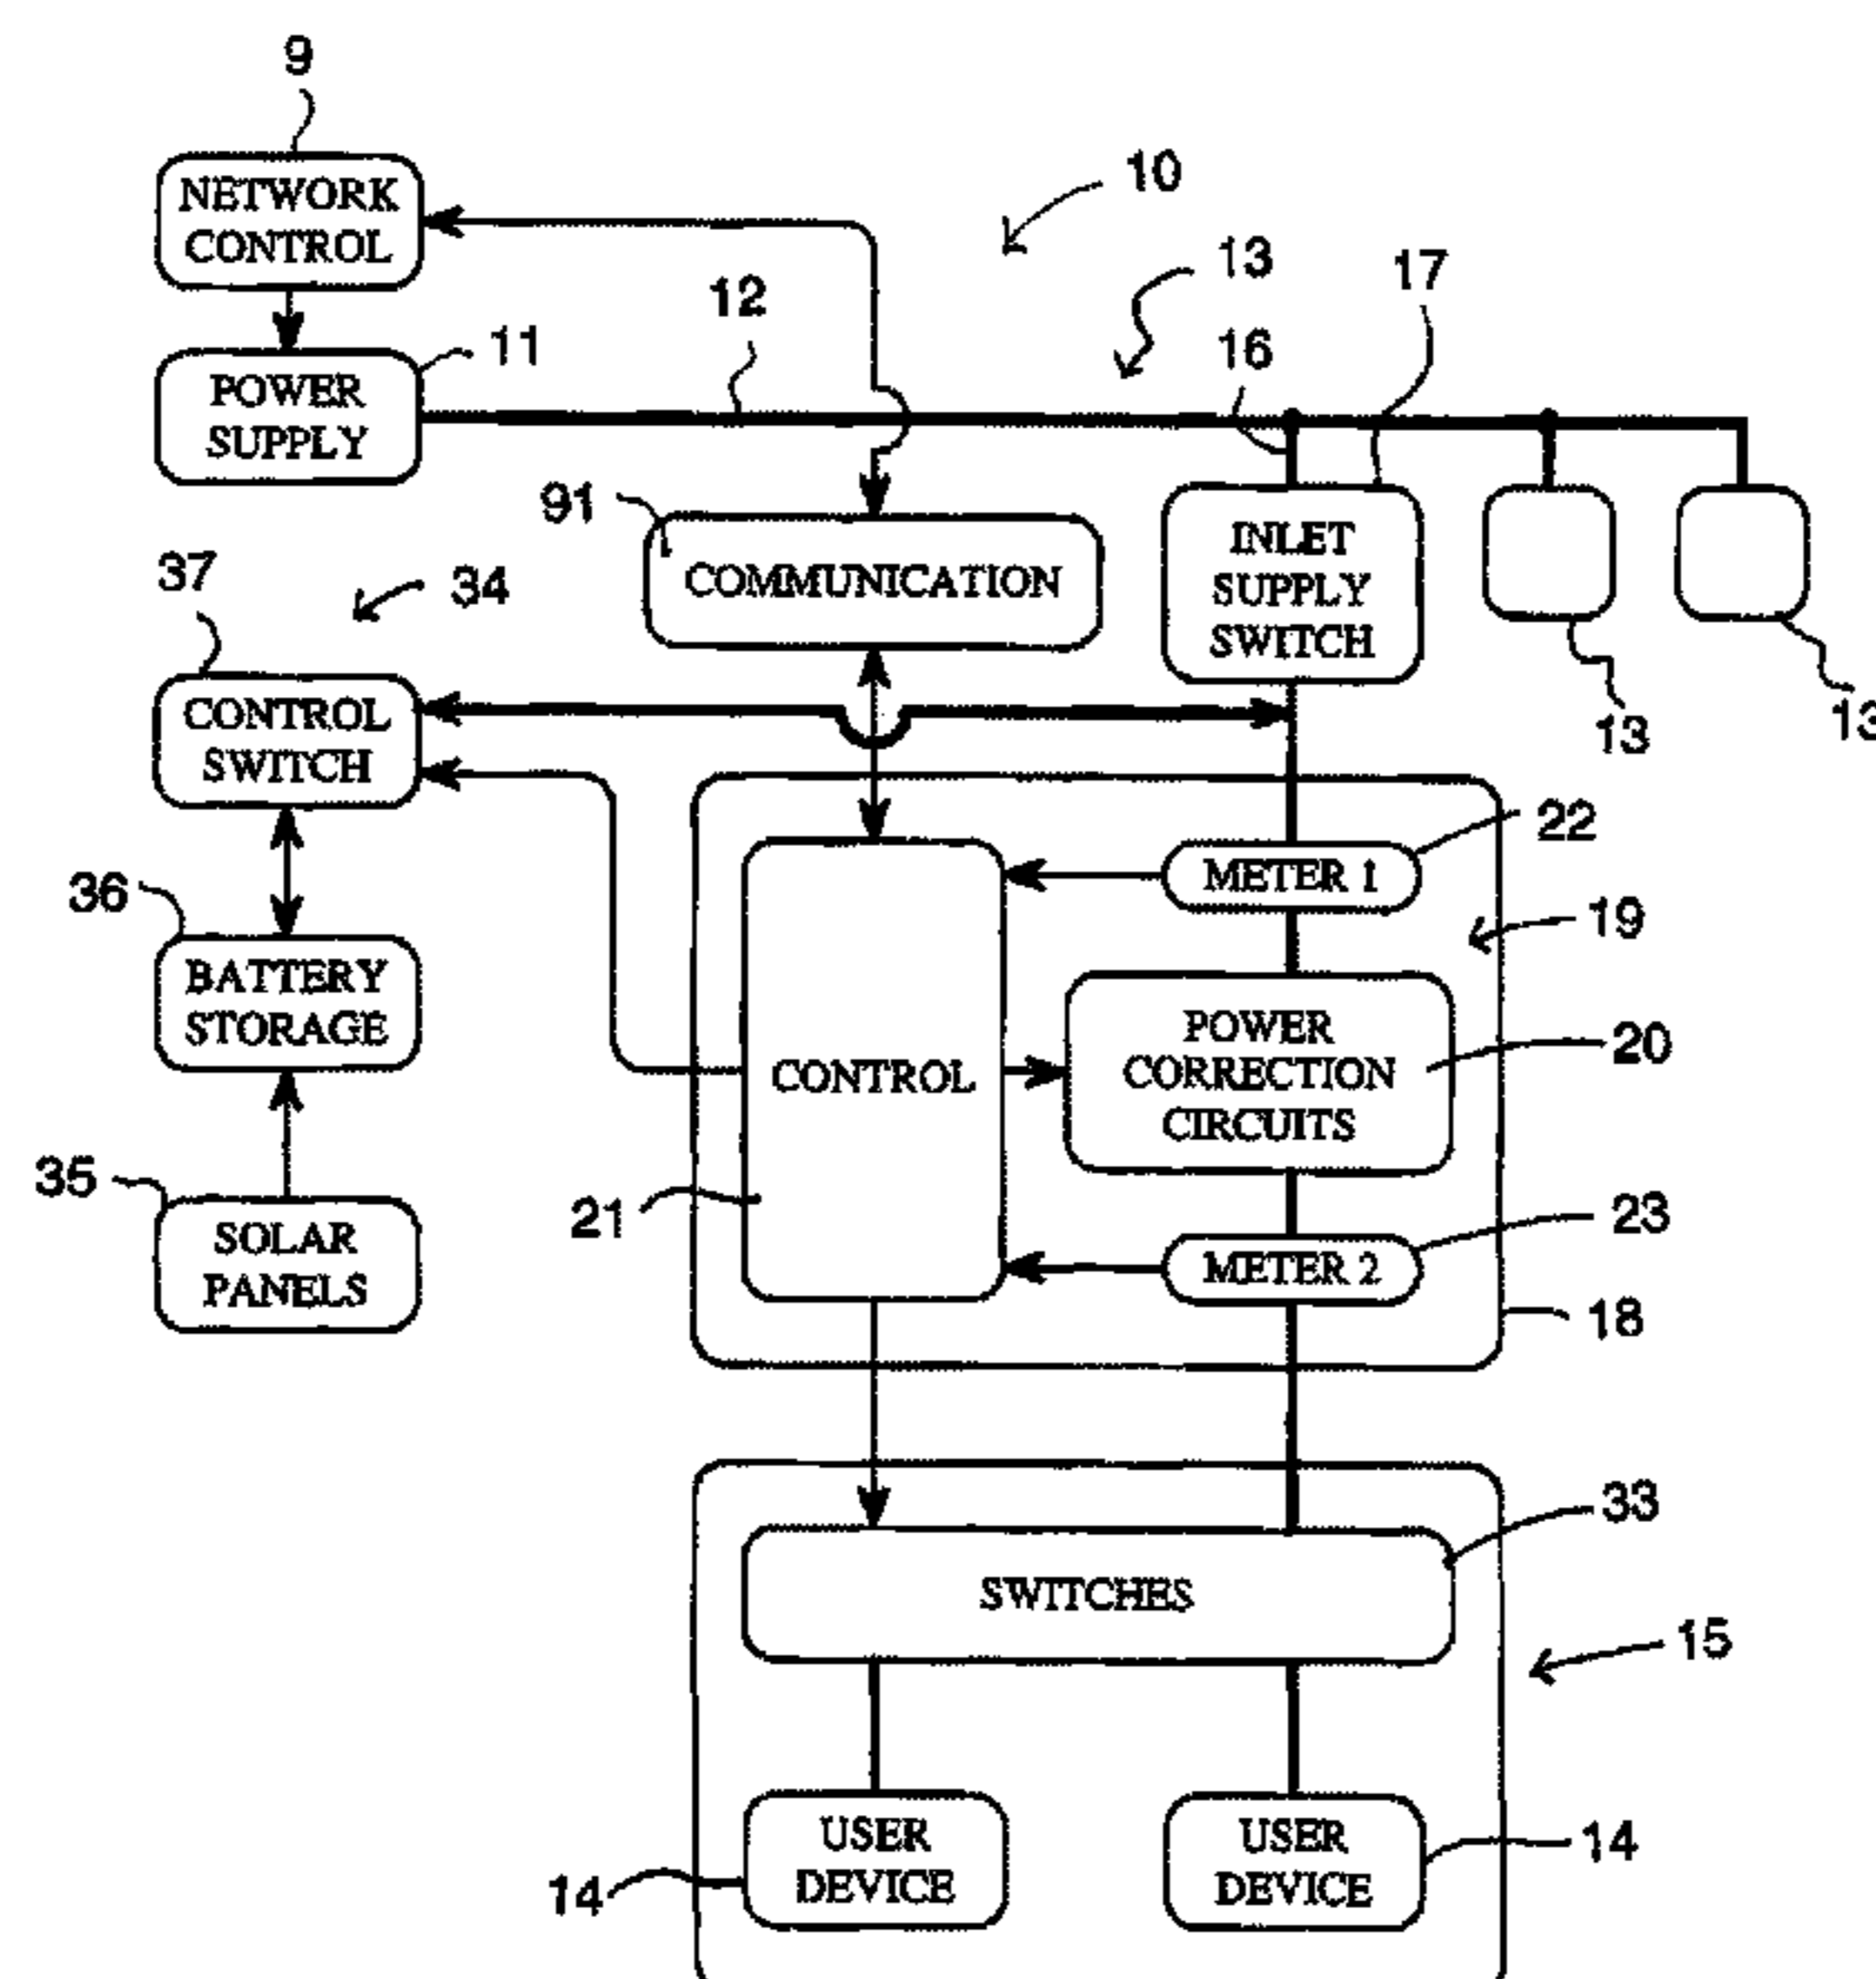 9
NETWORK
CONTROL
10
13
17
12
16
11
POWER
SUPPLY
91
COMMUNICATION
INLET
SUPPLY
SWITCH
37
34
13
13
CONTROL
SWITCH
22
METER 1
36
19
BATTERY
STORAGE
POWER
CORRECTION
CIRCUITS
20
CONTROL
35
21
23
SOLAR
PANELS
METER 2
18
33
SWITCHES
15
USER
DEVICE
USER
DEVICE
14
14